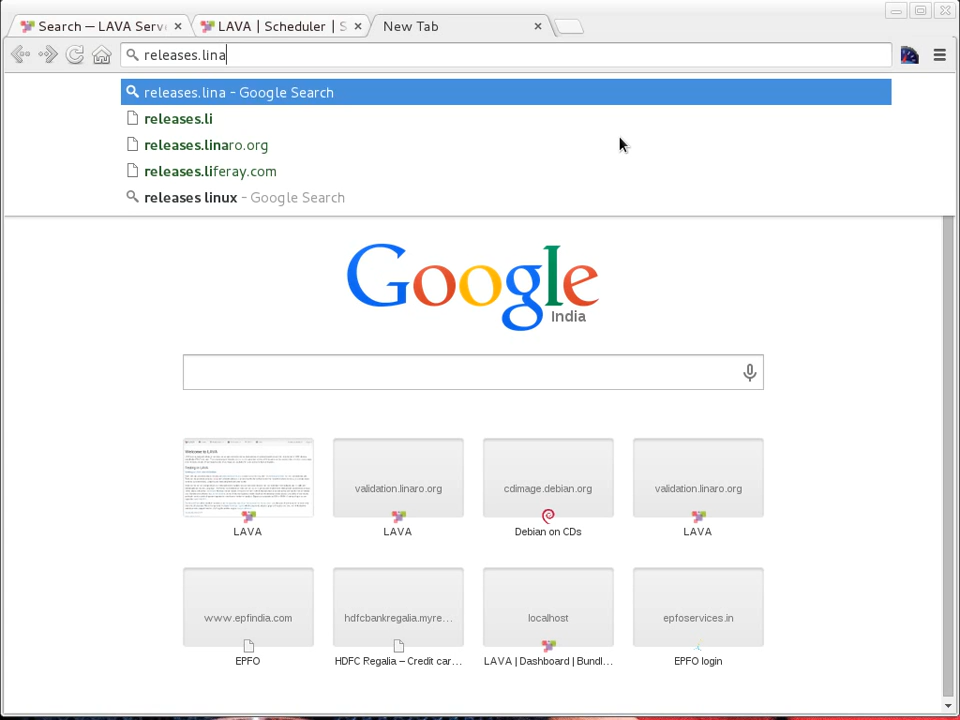 Search — LAVA Serv
LAVA | Scheduler | S
New Tab
releases.lina
releases.lina – Google Search
releases.li
releases.linaro.org
releases.liferay.com
releases linux – Google Search
Google
India
validation.linaro.org
cdimage.debian.org
validation.linaro.org
LAVA
LAVA
Debian on CDs
LAVA
www.epfindia.com
hdfcbankregalia.myre...
localhost
epfoservices.in
EPFO
HDFC Regalia – Credit car...
LAVA | Dashboard | Bundl...
EPFO login